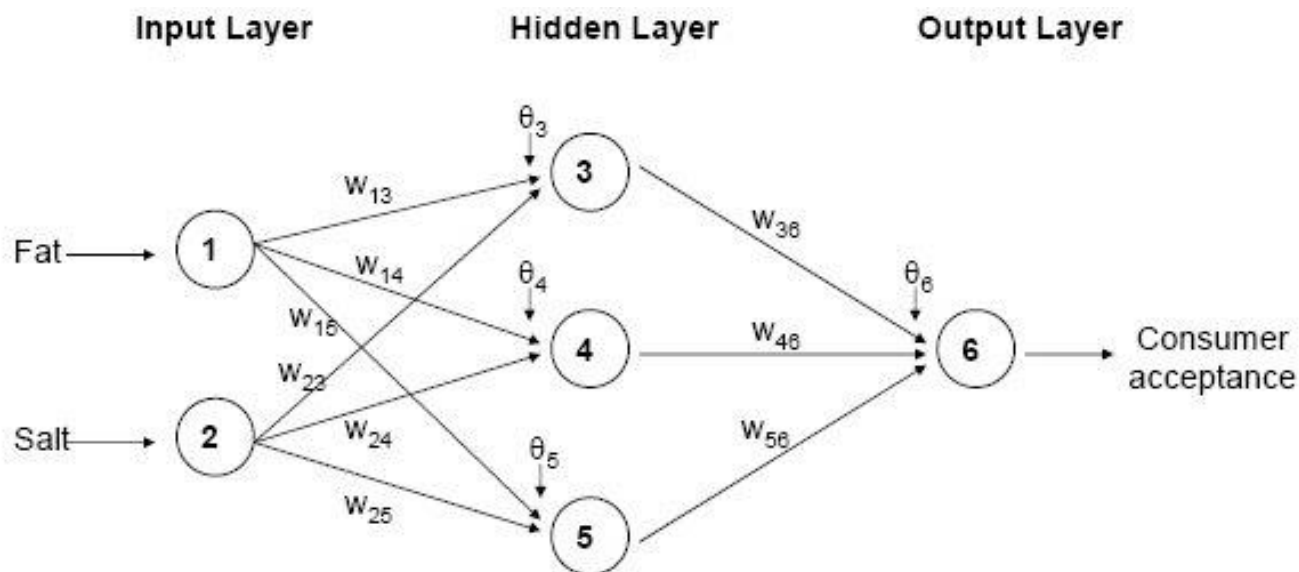 Input Layer
Hidden Layer
Output Layer
θ₃
3
w₁₃
w₃₆
Fat
1
w₁₄
θ₄
θ₆
w₁₅
4
w₄₆
6
Consumer
acceptance
w₂₃
Salt
2
w₂₄
θ₅
w₅₆
w₂₅
5